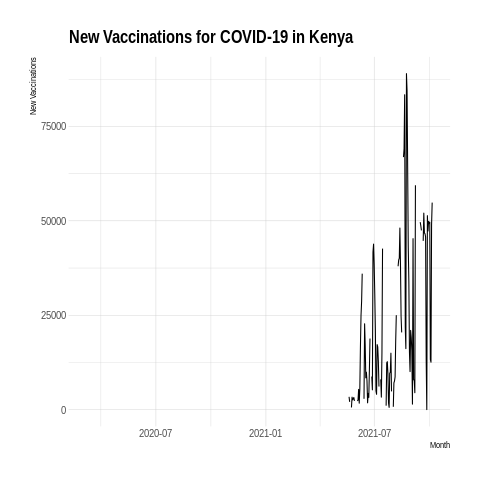 New Vaccinations for COVID-19 in Kenya
New Vaccinations
75000
50000
25000
0
2020-07 2021-01 2021-07
Month